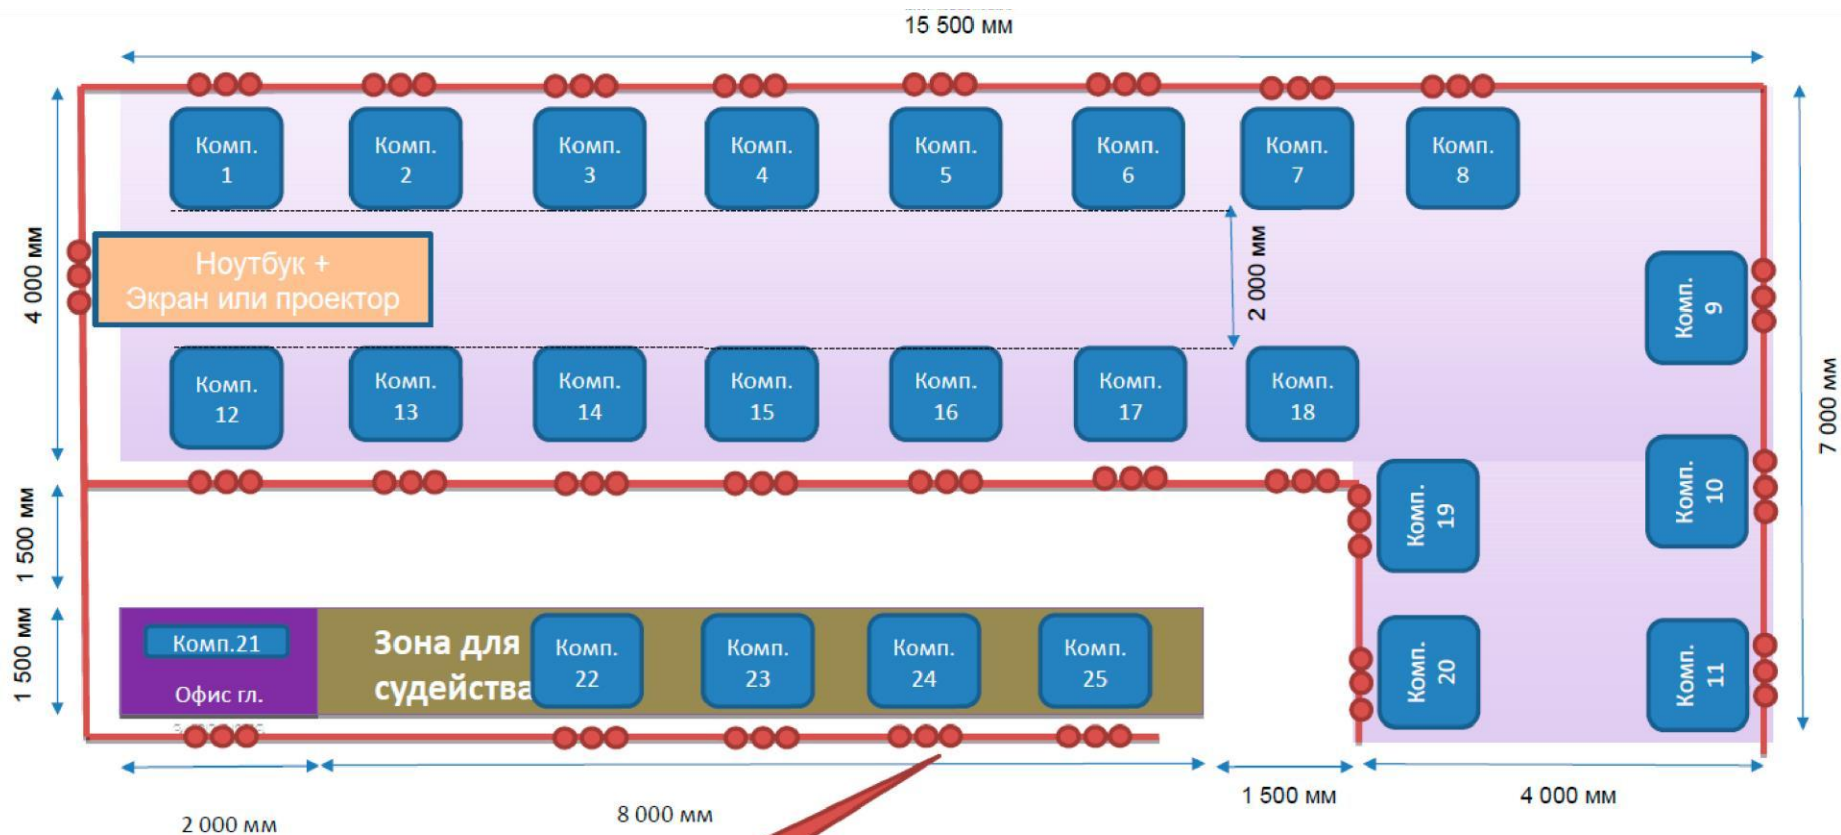 15 500 мм
Комп.
1
Комп.
2
Комп.
3
Комп.
4
Комп.
5
Комп.
6
Комп.
7
Комп.
8
4 000 мм
Ноутбук +
Экран или проектор
2 000 мм
Комп.
9
7 000 мм
Комп.
12
Комп.
13
Комп.
14
Комп.
15
Комп.
16
Комп.
17
Комп.
18
Комп.
10
Комп.
19
1 500 мм
1 500 мм
Комп.21
Офис гл.
Зона для
судейства
Комп.
22
Комп.
23
Комп.
24
Комп.
25
Комп.
20
Комп.
11
2 000 мм
8 000 мм
1 500 мм
4 000 мм